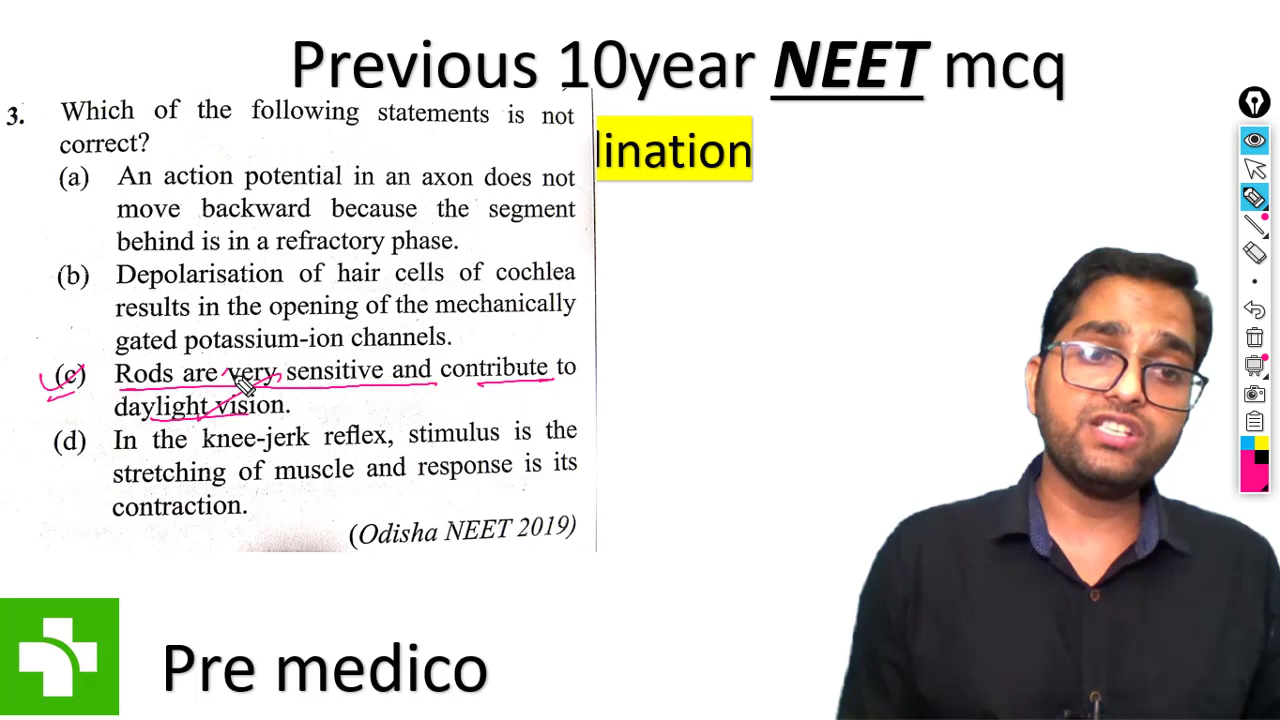 Previous 10year NEET mcq
3. Which of the following statements is not
correct?
lination
(a) An action potential in an axon does not
move backward because the segment
behind is in a refractory phase.
(b) Depolarisation of hair cells of cochlea
results in the opening of the mechanically
gated potassium-ion channels.
(c) Rods are very sensitive and contribute to
daylight vision.
(d) In the knee-jerk reflex, stimulus is the
stretching of muscle and response is its
contraction.
(Odisha NEET 2019)
Pre medico